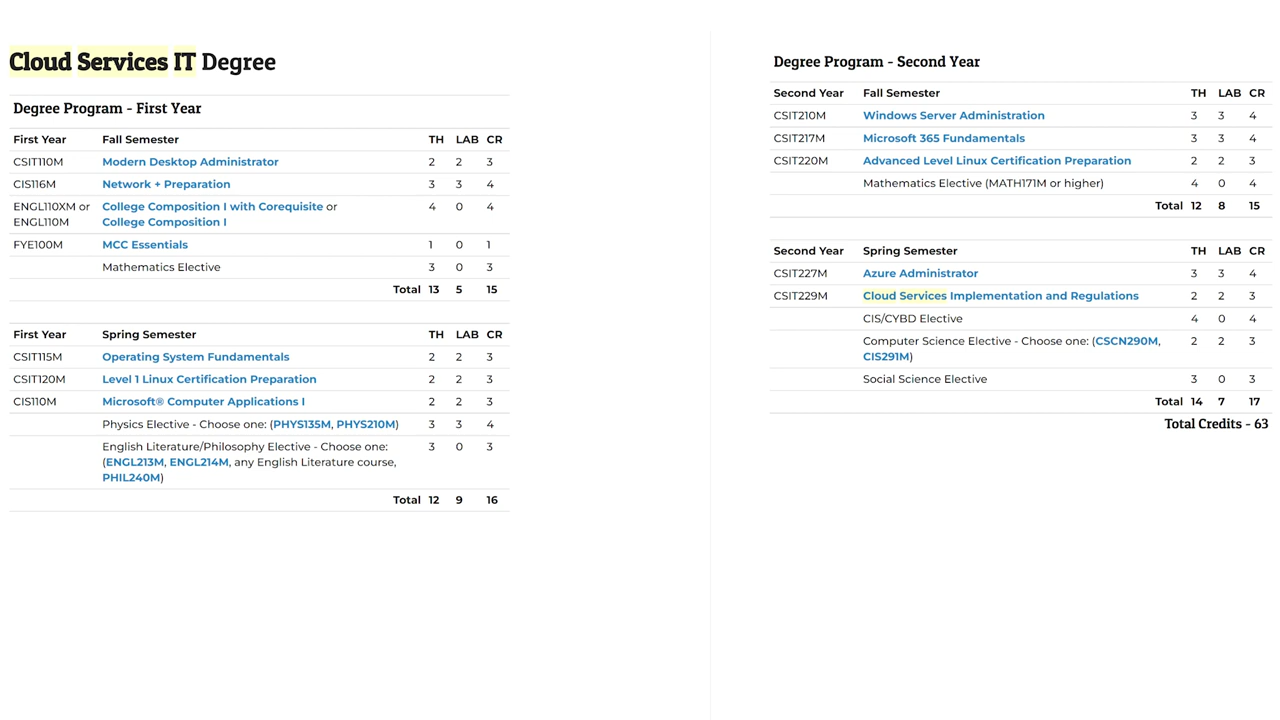 Cloud Services IT Degree
Degree Program - First Year
First Year Fall Semester TH LAB CR
CSIT110M Modern Desktop Administrator 2 2 3
CIS116M Network + Preparation 3 3 4
ENGL110XM or College Composition I with Corequisite or 4 0 4
ENGL110M College Composition I
FYE100M MCC Essentials 1 0 1
Mathematics Elective 3 0 3
Total 13 5 15
First Year Spring Semester TH LAB CR
CSIT115M Operating System Fundamentals 2 2 3
CSIT120M Level 1 Linux Certification Preparation 2 2 3
CIS110M Microsoft® Computer Applications I 2 2 3
Physics Elective - Choose one: (PHYS135M, PHYS210M) 3 3 4
English Literature/Philosophy Elective - Choose one: 3 0 3
(ENGL213M, ENGL214M, any English Literature course,
PHIL240M)
Total 12 9 16
Degree Program - Second Year
Second Year Fall Semester TH LAB CR
CSIT210M Windows Server Administration 3 3 4
CSIT217M Microsoft 365 Fundamentals 3 3 4
CSIT220M Advanced Level Linux Certification Preparation 2 2 3
Mathematics Elective (MATH171M or higher) 4 0 4
Total 12 8 15
Second Year Spring Semester TH LAB CR
CSIT227M Azure Administrator 3 3 4
CSIT229M Cloud Services Implementation and Regulations 2 2 3
CIS/CYBD Elective 4 0 4
Computer Science Elective - Choose one: (CSCN290M, 2 2 3
CIS291M)
Social Science Elective 3 0 3
Total 14 7 17
Total Credits - 63